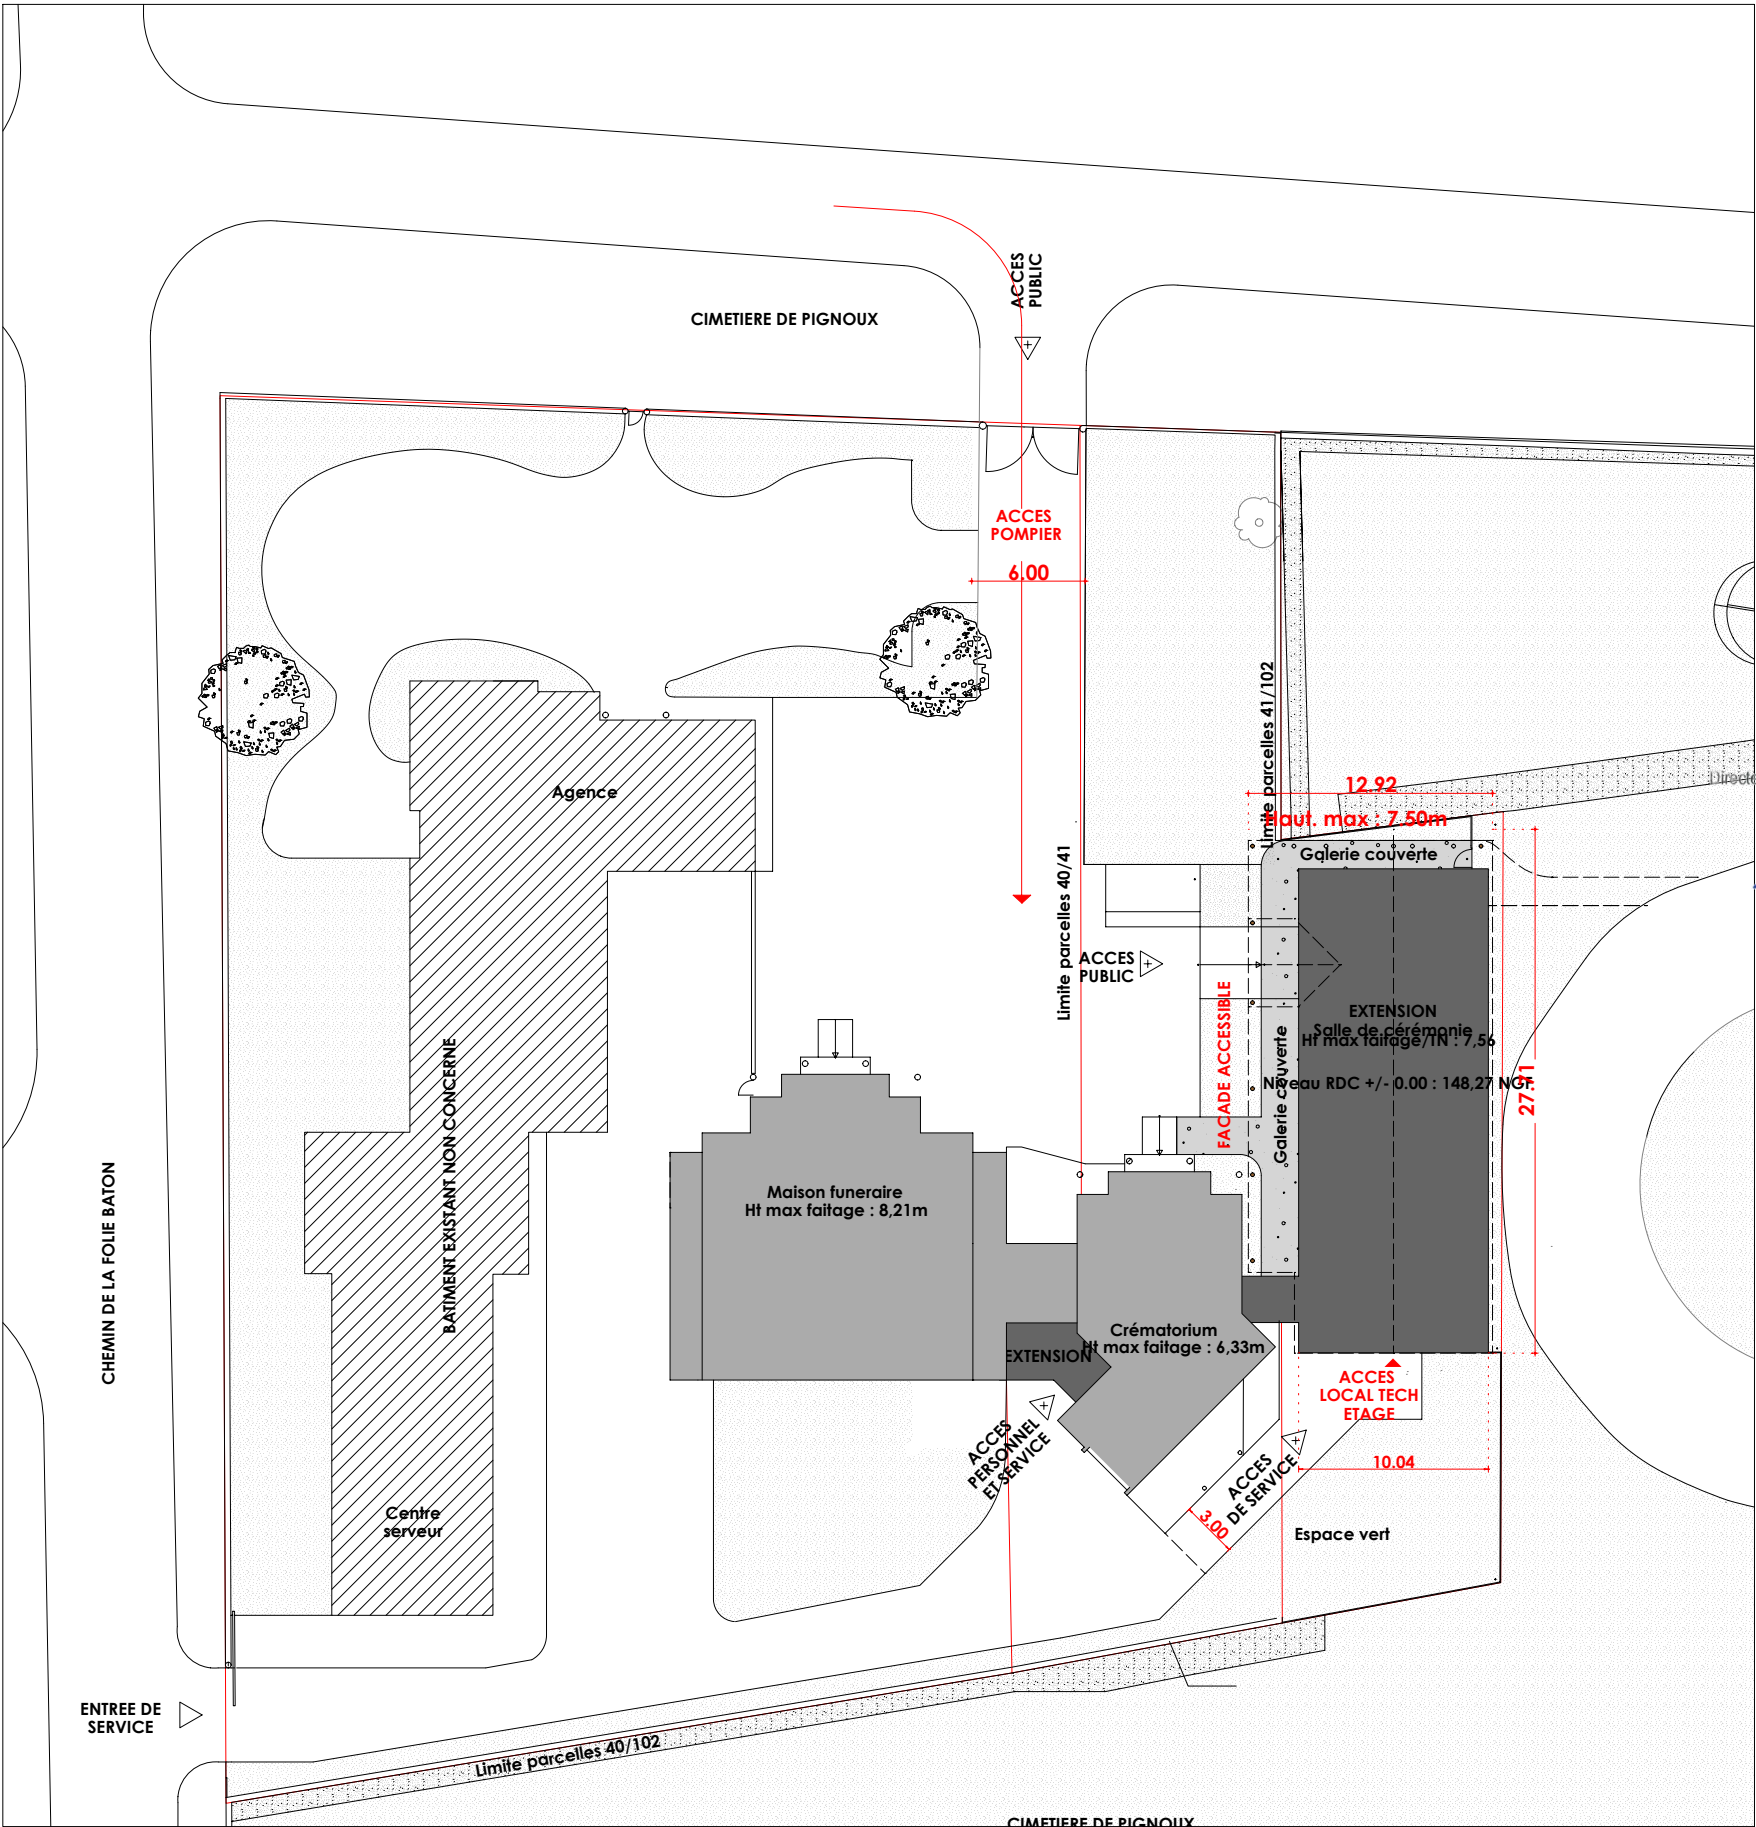 ACCES
PUBLIC
CIMETIERE DE PIGNOUX
ACCES
POMPIER
6.00
Limite parcelles 41/102
12.92
Haut. max : 7.50m
Agence
Galerie couverte
Limite parcelles 40/41
ACCES
PUBLIC
FACADE ACCESSIBLE
Galerie couverte
EXTENSION
Salle de cérémonie
Ht max faitage/TN : 7,56
Niveau RDC +/- 0.00 : 148,27 NGF
27.71
BATIMENT EXISTANT NON CONCERNE
CHEMIN DE LA FOLIE BATON
Maison funeraire
Ht max faitage : 8,21m
Crématorium
Ht max faitage : 6,33m
EXTENSION
ACCES
LOCAL TECH
ETAGE
ACCES
PERSONNEL
ET SERVICE
ACCES
DE SERVICE
10.04
3.00
Centre
serveur
Espace vert
ENTREE DE
SERVICE
Limite parcelles 40/102
CIMETIERE DE PIGNOUX